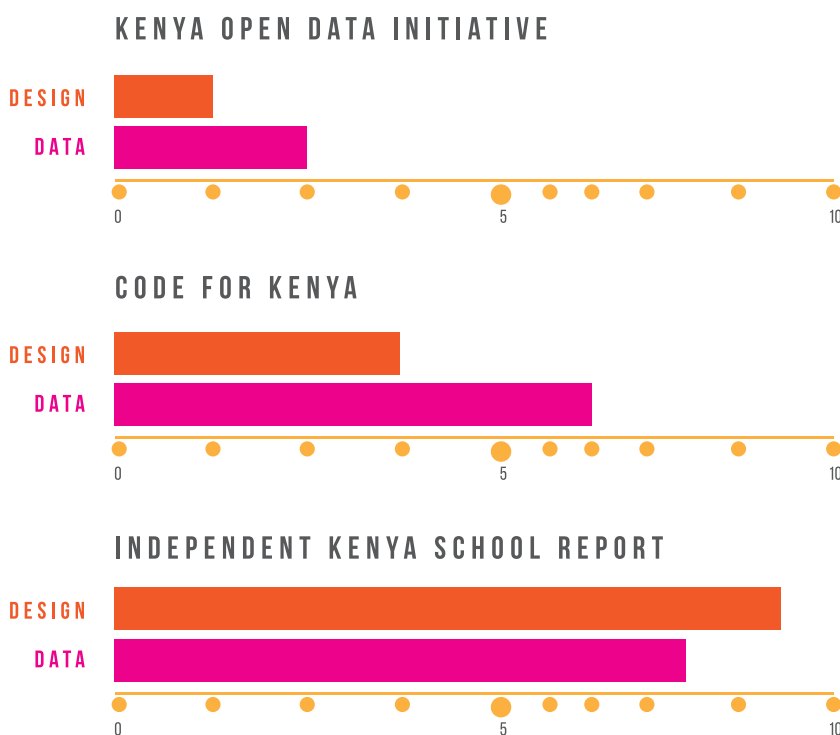 KENYA OPEN DATA INITIATIVE
DESIGN
DATA
0 5 10
CODE FOR KENYA
DESIGN
DATA
0 5 10
INDEPENDENT KENYA SCHOOL REPORT
DESIGN
DATA
0 5 10